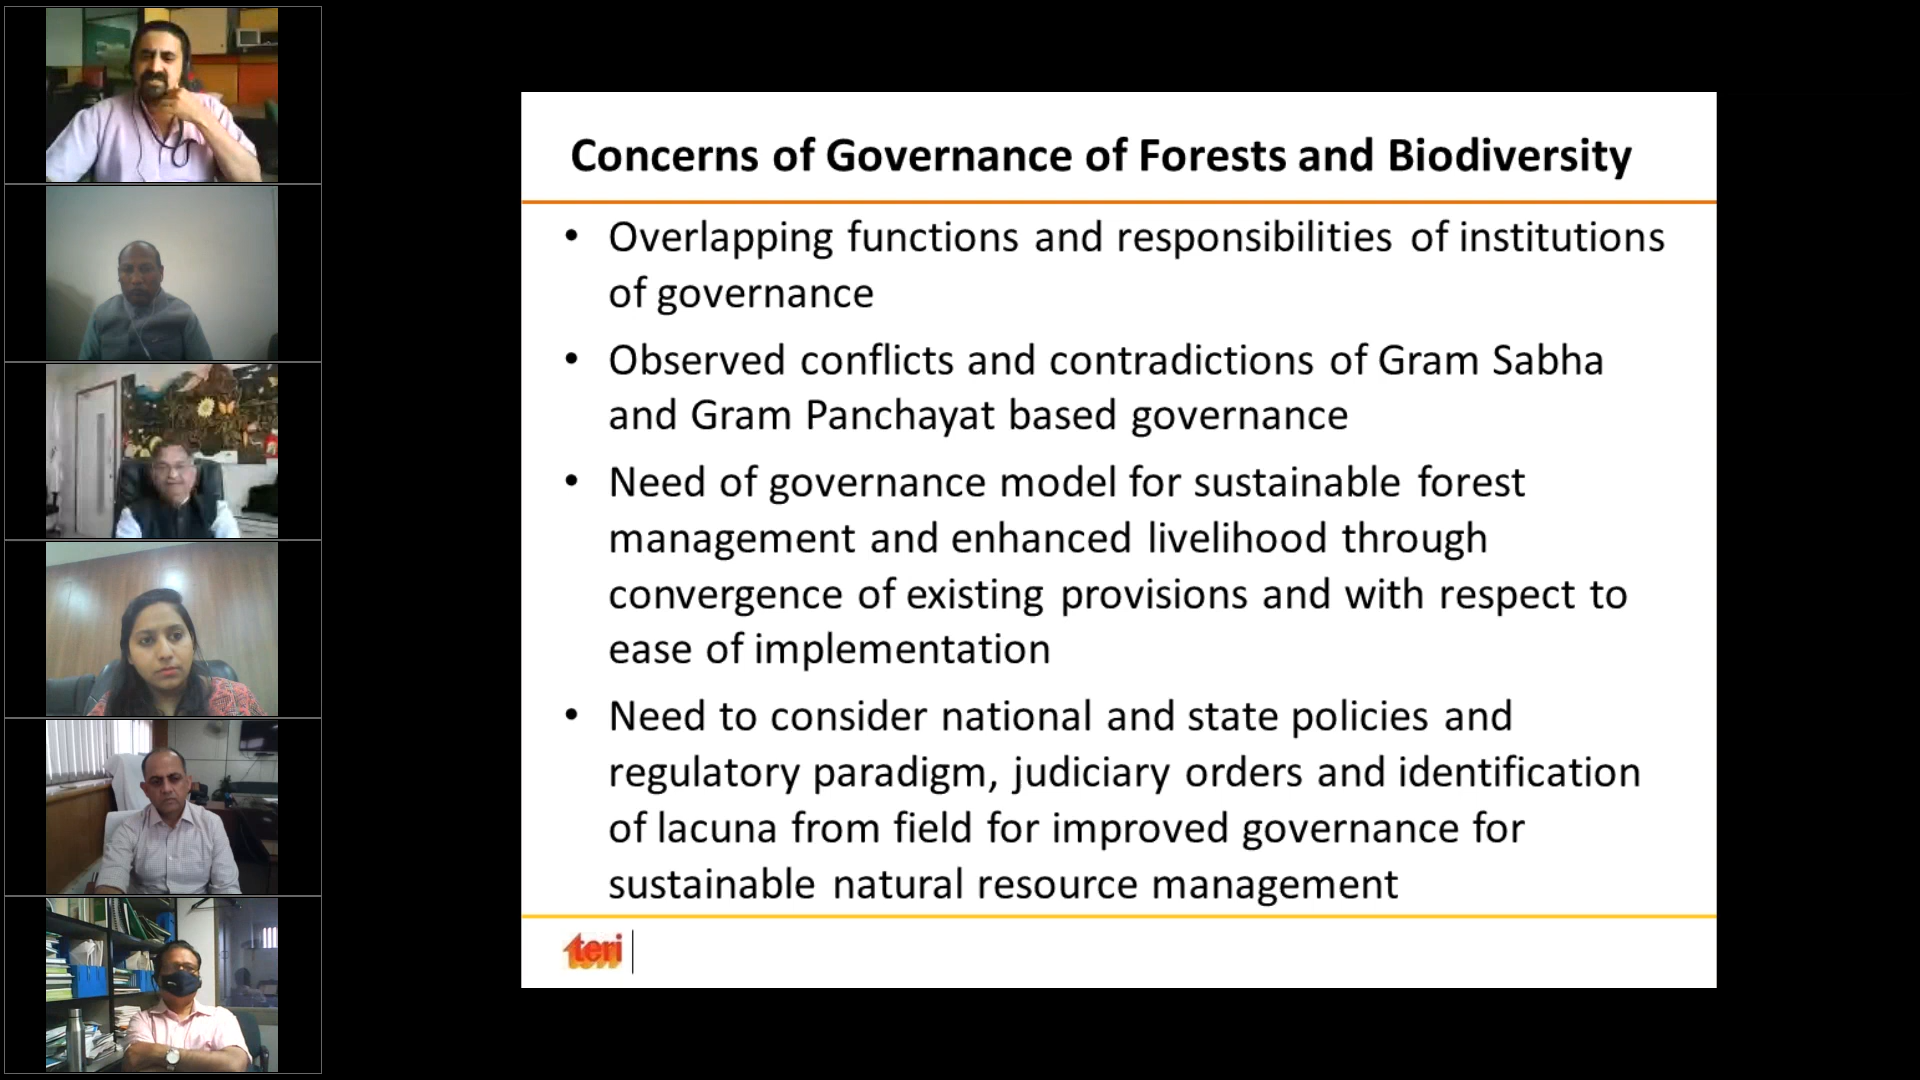 Concerns of Governance of Forests and Biodiversity
• Overlapping functions and responsibilities of institutions
of governance
• Observed conflicts and contradictions of Gram Sabha
and Gram Panchayat based governance
• Need of governance model for sustainable forest
management and enhanced livelihood through
convergence of existing provisions and with respect to
ease of implementation
• Need to consider national and state policies and
regulatory paradigm, judiciary orders and identification
of lacuna from field for improved governance for
sustainable natural resource management
teri